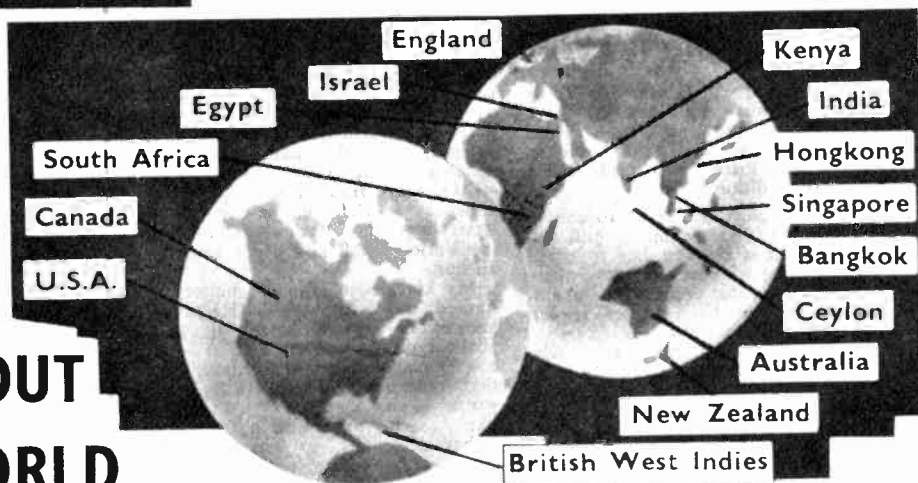 England
Kenya
Israel
India
Egypt
Hongkong
South Africa
Singapore
Canada
Bangkok
U.S.A.
Ceylon
Australia
New Zealand
British West Indies